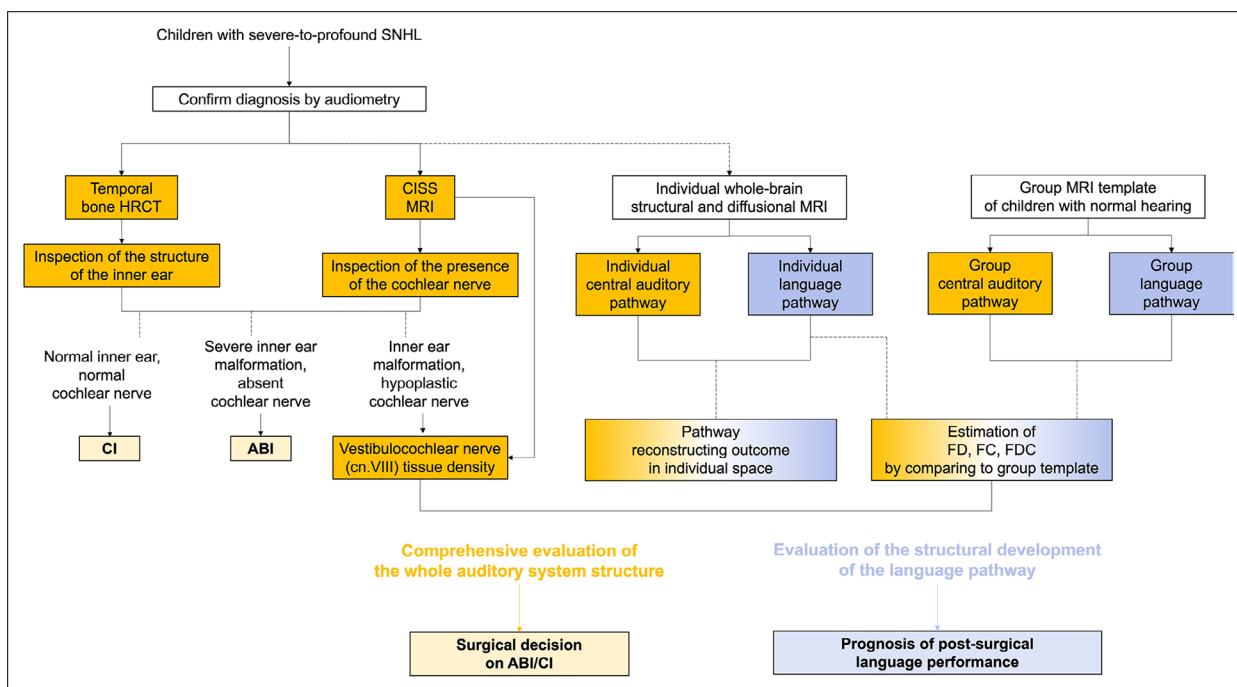 Children with severe-to-profound SNHL
Confirm diagnosis by audiometry
Temporal
bone HRCT
CISS
MRI
Individual whole-brain
structural and diffusional MRI
Group MRI template
of children with normal hearing
Inspection of the structure
of the inner ear
Inspection of the presence
of the cochlear nerve
Individual
central auditory
pathway
Individual
language
pathway
Group
central auditory
pathway
Group
language
pathway
Normal inner ear,
normal
cochlear nerve
Severe inner ear
malformation,
absent
cochlear nerve
Inner ear
malformation,
hypoplastic
cochlear nerve
CI
ABI
Vestibulocochlear nerve
(cn.VIII) tissue density
Pathway
reconstructing outcome
in individual space
Estimation of
FD, FC, FDC
by comparing to group template
Comprehensive evaluation of
the whole auditory system structure
Evaluation of the structural development
of the language pathway
Surgical decision
on ABI/CI
Prognosis of post-surgical
language performance